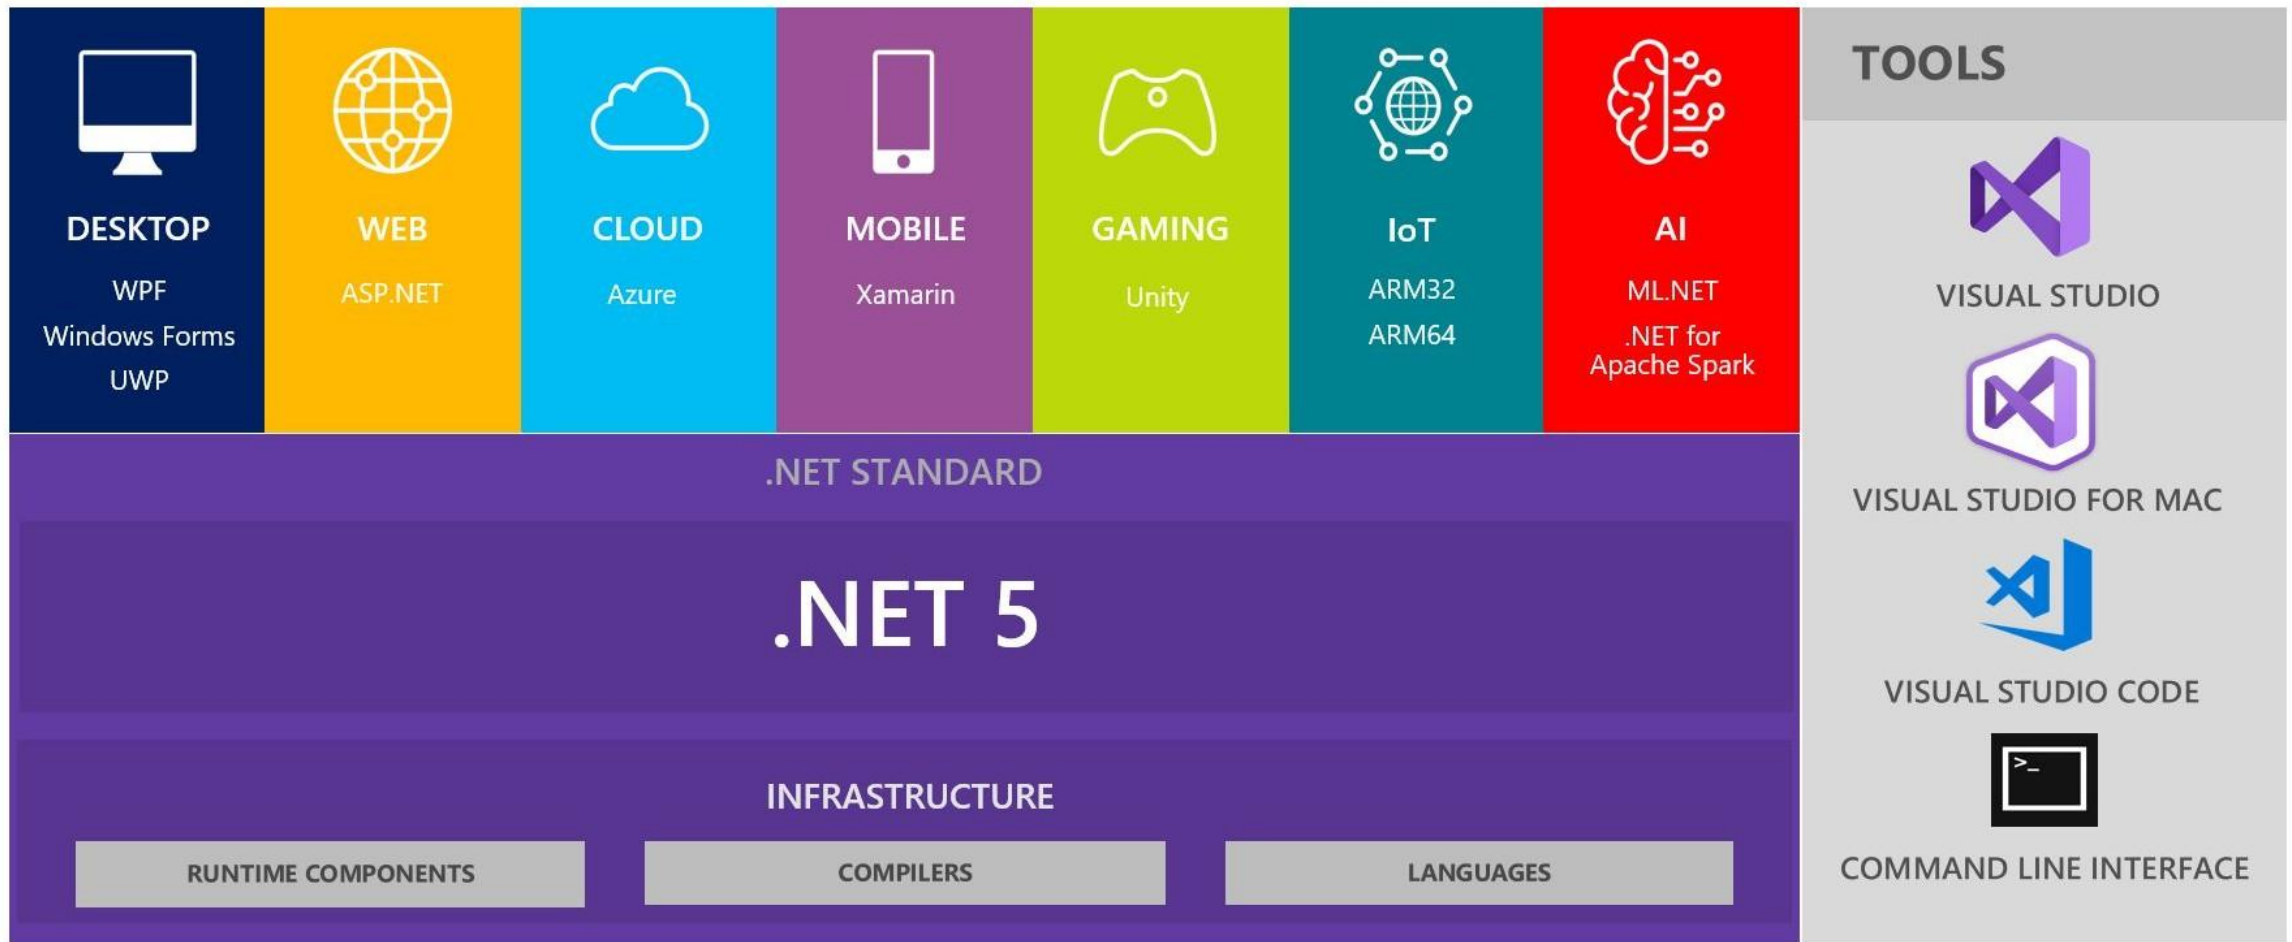 DESKTOP
WPF
Windows Forms
UWP
WEB
ASP.NET
CLOUD
Azure
MOBILE
Xamarin
GAMING
Unity
IoT
ARM32
ARM64
AI
ML.NET
.NET for
Apache Spark
.NET STANDARD
.NET 5
INFRASTRUCTURE
RUNTIME COMPONENTS
COMPILERS
LANGUAGES
TOOLS
VISUAL STUDIO
VISUAL STUDIO FOR MAC
VISUAL STUDIO CODE
>_
COMMAND LINE INTERFACE